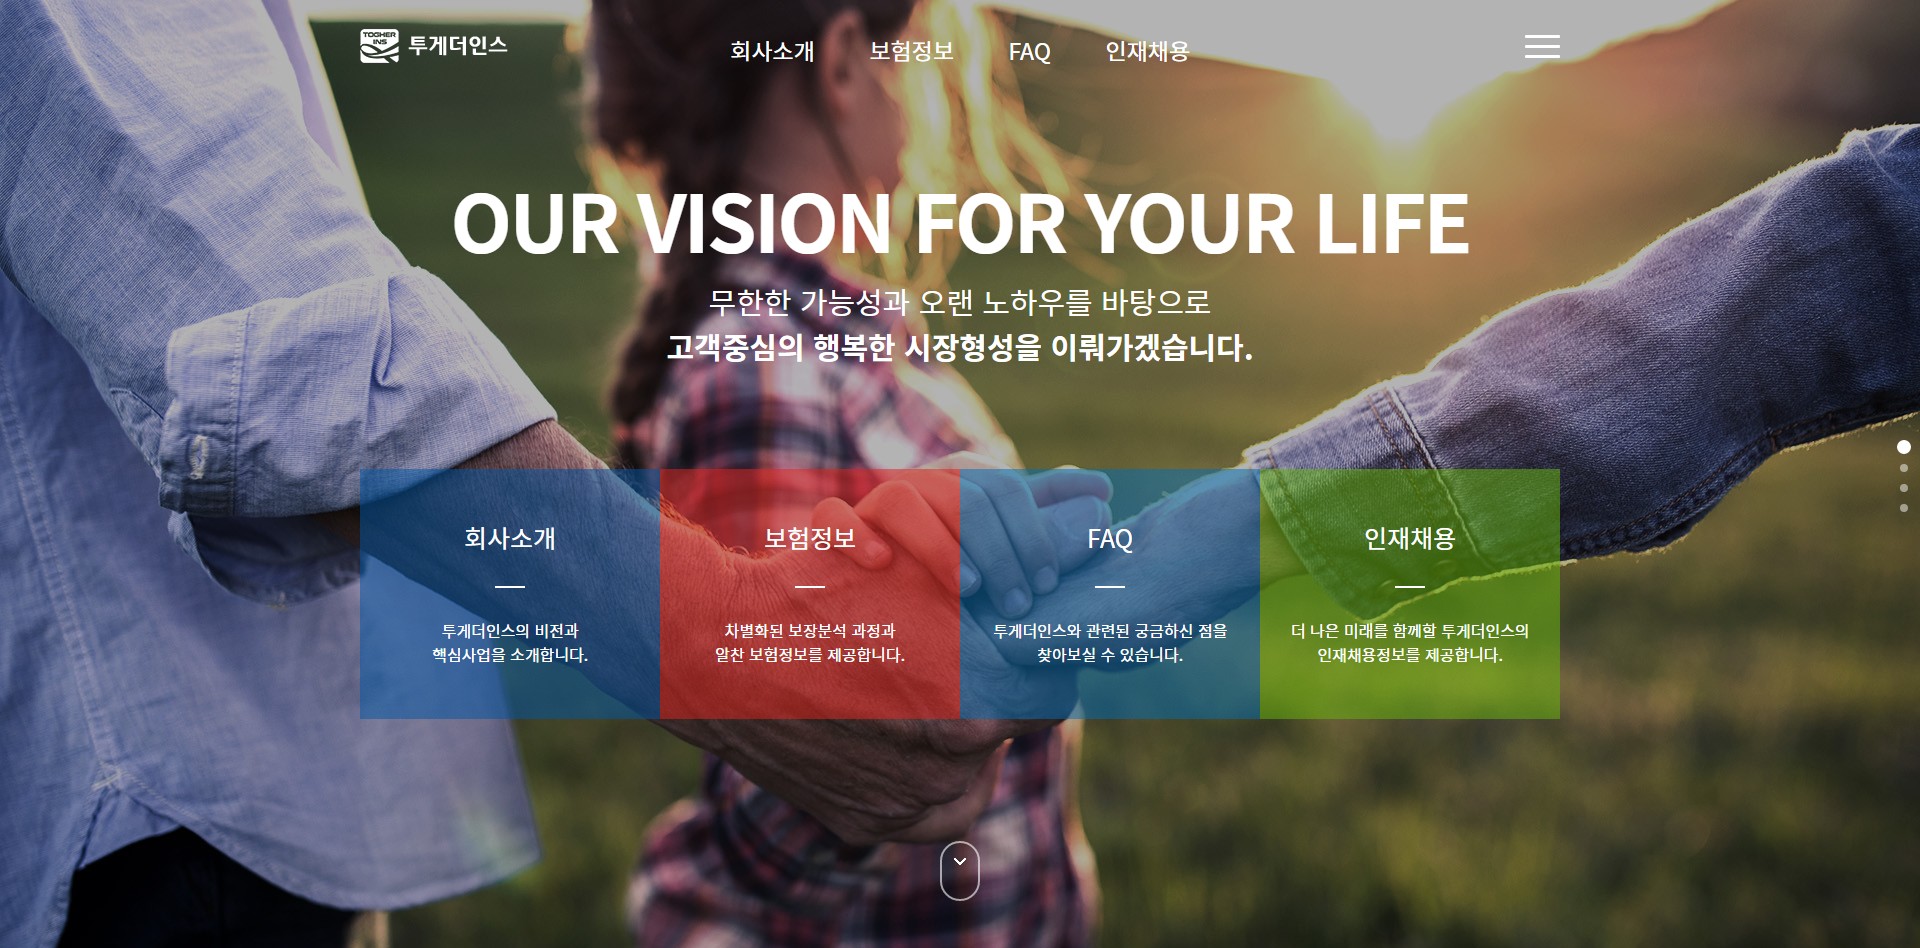 TOGHER
INS
투게더인스
회사소개
보험정보
FAQ
인재채용
OUR VISION FOR YOUR LIFE
무한한 가능성과 오랜 노하우를 바탕으로
고객중심의 행복한 시장형성을 이뤄가겠습니다.
회사소개
투게더인스의 비전과
핵심사업을 소개합니다.
보험정보
차별화된 보장분석 과정과
알찬 보험정보를 제공합니다.
FAQ
투게더인스와 관련된 궁금하신 점을
찾아보실 수 있습니다.
인재채용
더 나은 미래를 함께할 투게더인스의
인재채용정보를 제공합니다.